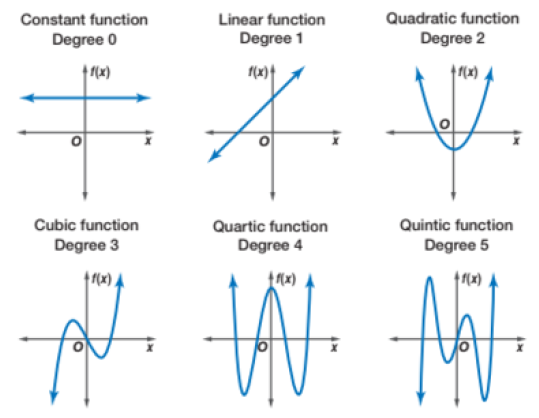 Constant function
Degree 0
f(x)
O
x
Linear function
Degree 1
f(x)
O
x
Quadratic function
Degree 2
f(x)
O
x
Cubic function
Degree 3
f(x)
O
x
Quartic function
Degree 4
f(x)
O
x
Quintic function
Degree 5
f(x)
O
x